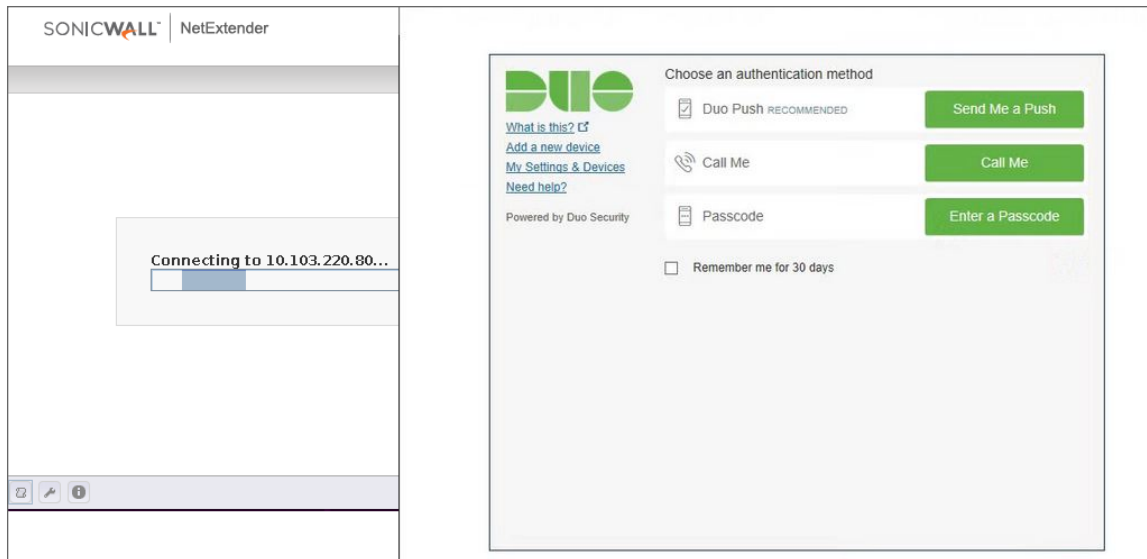 SONICWALL NetExtender
Connecting to 10.103.220.80...
DUO
What is this?
Add a new device
My Settings & Devices
Need help?
Powered by Duo Security
Choose an authentication method
Duo Push RECOMMENDED
Send Me a Push
Call Me
Call Me
Passcode
Enter a Passcode
Remember me for 30 days